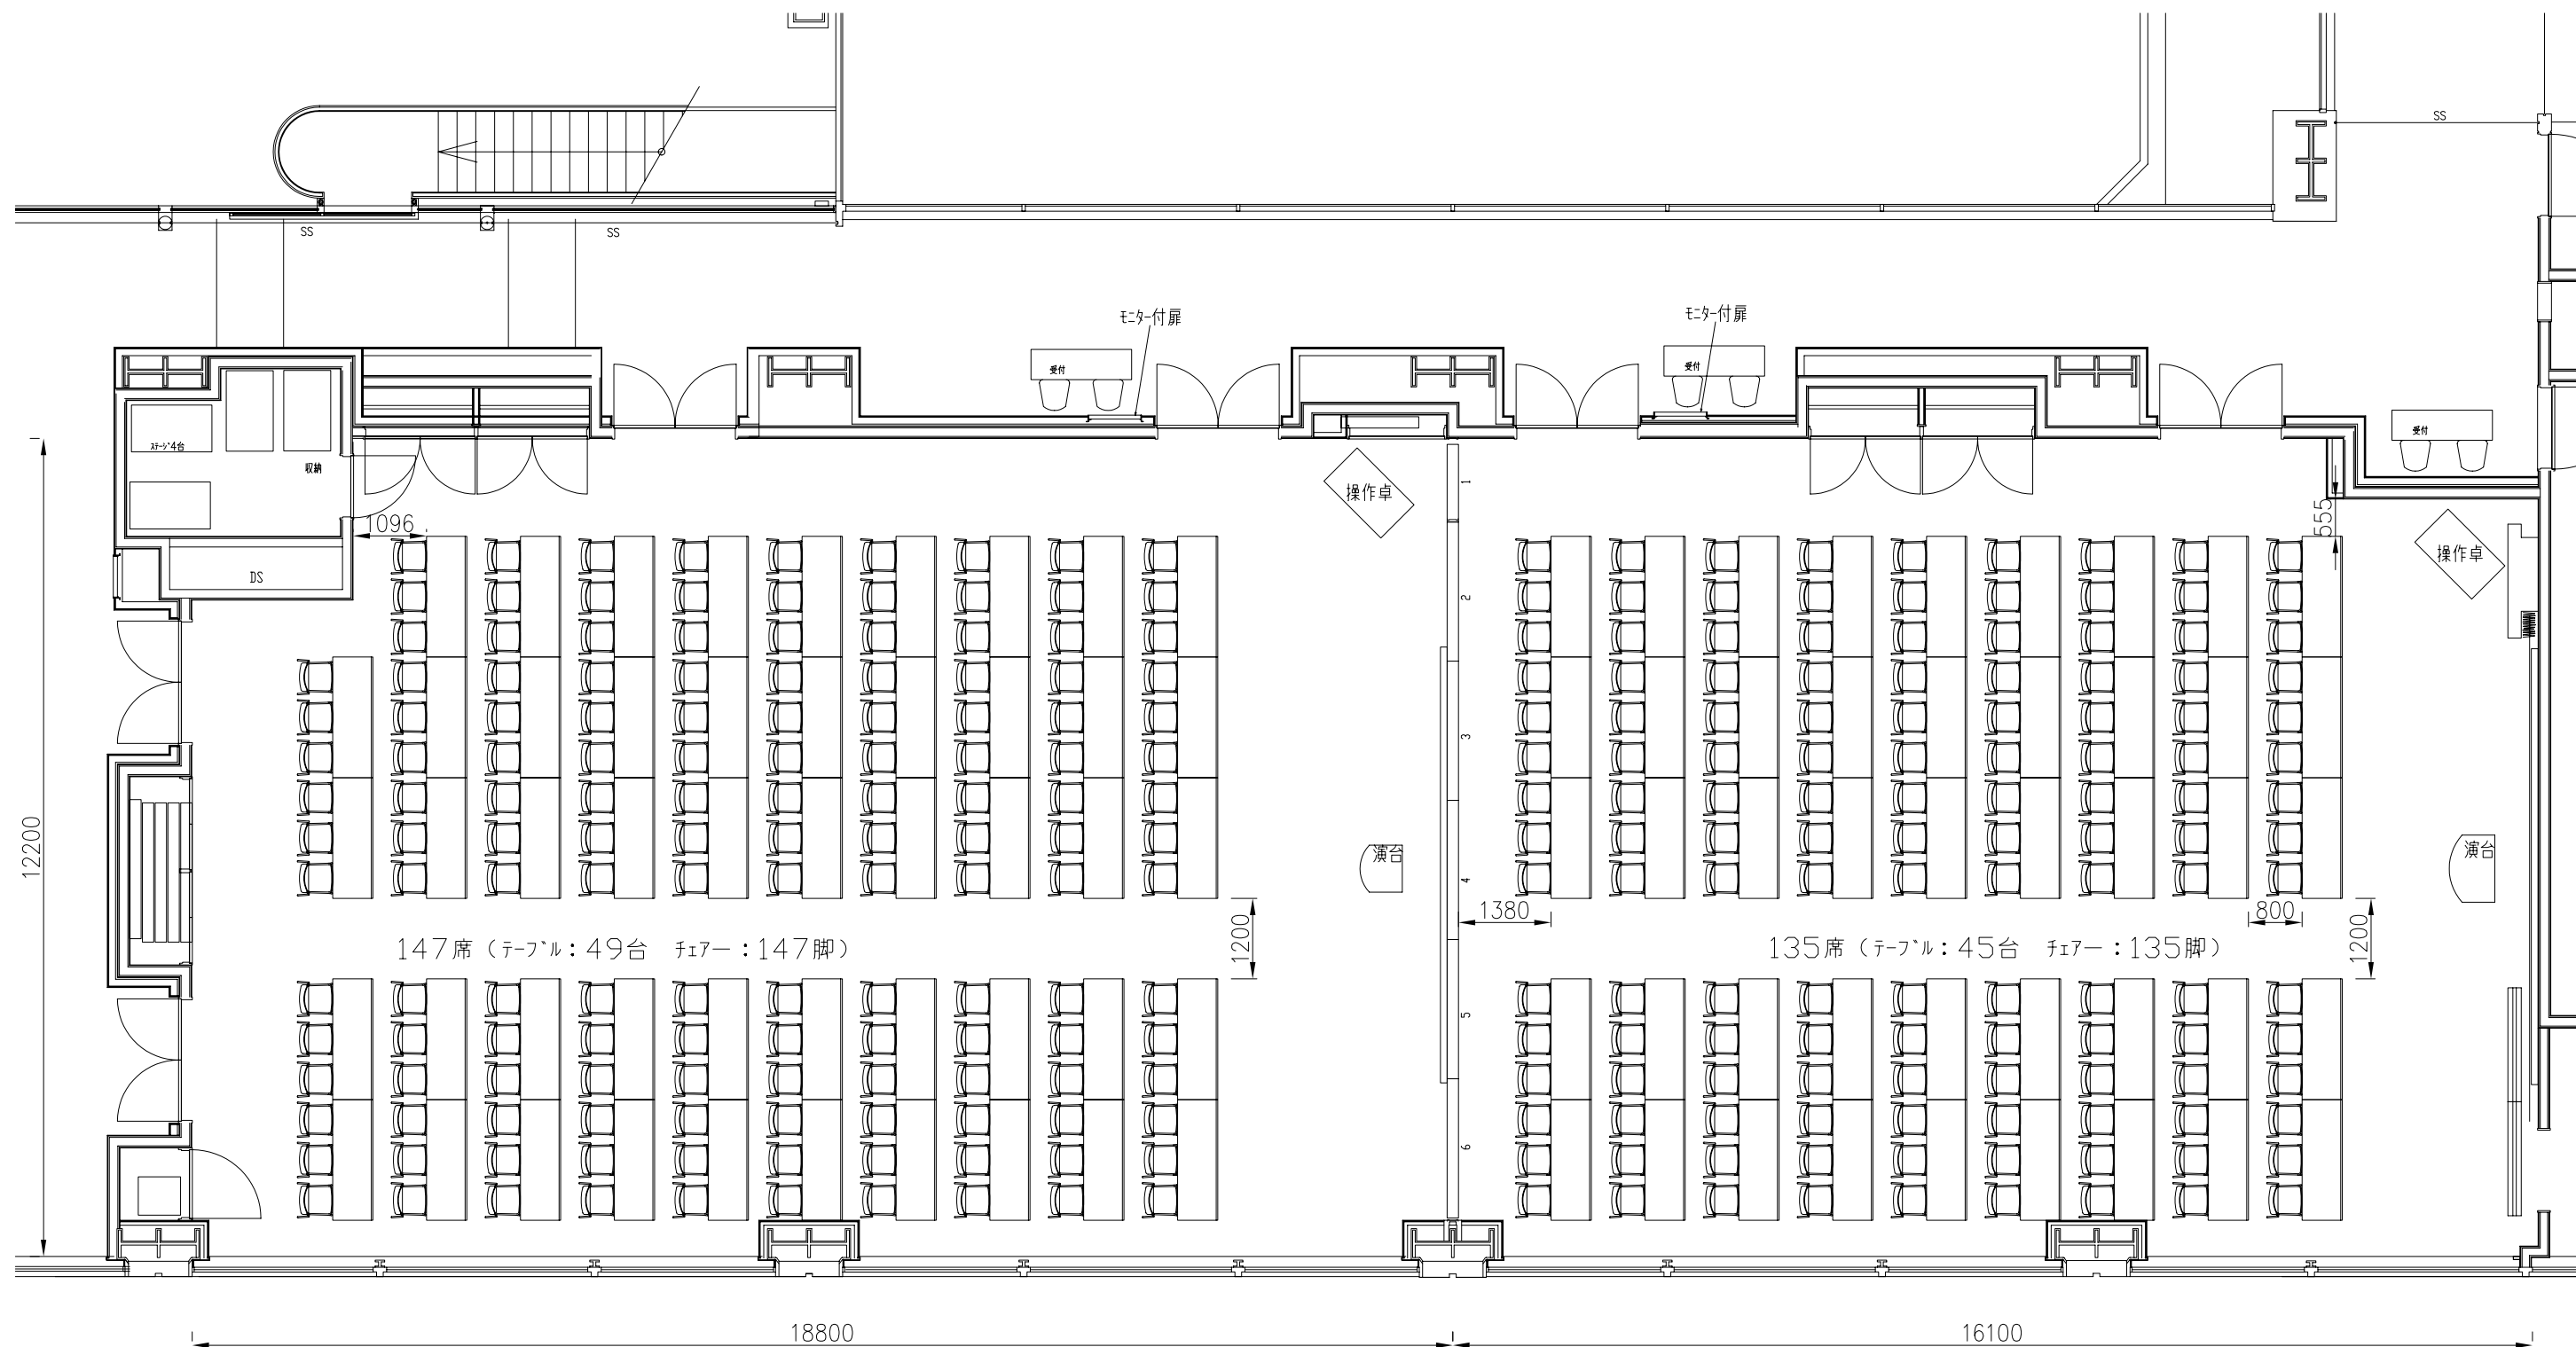 SS
SS
SS
モニター付扉
モニター付扉
受付
受付
受付
ステージ4台
収納
操作卓
操作卓
DS
1096
555
1
2
3
4
5
6
演台
演台
12200
1380
800
1200
1200
147席（テーブル：49台　チェアー：147脚）
135席（テーブル：45台　チェアー：135脚）
18800
16100